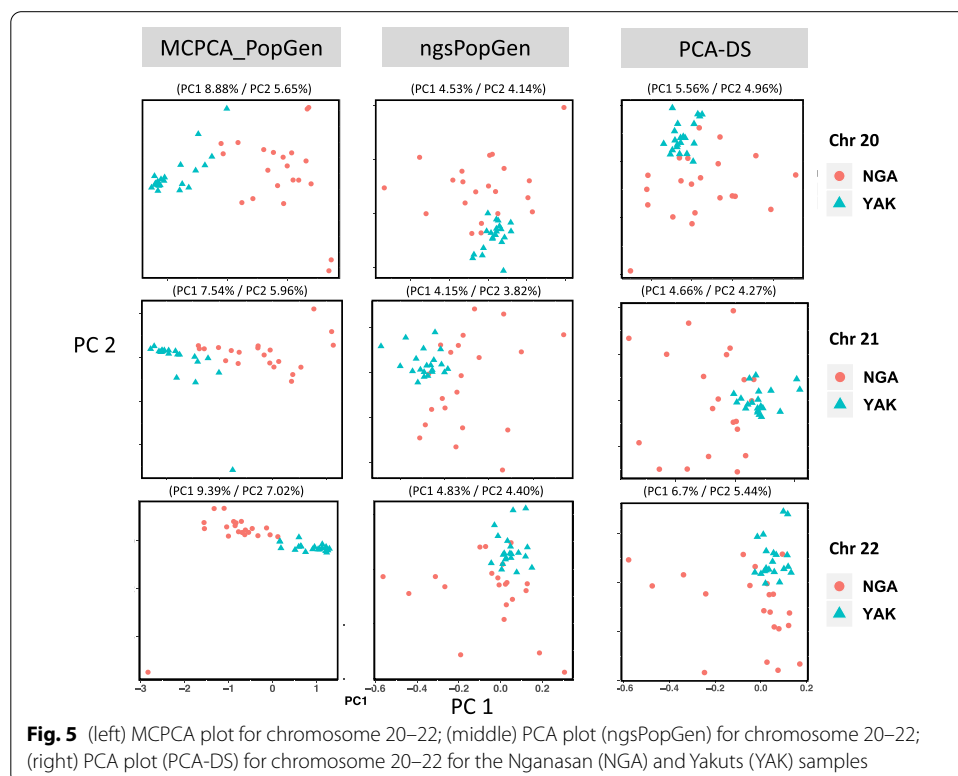 MCPCA_PopGen ngsPopGen PCA-DS
(PC1 8.88% / PC2 5.65%) (PC1 4.53% / PC2 4.14%) (PC1 5.56% / PC2 4.96%)
Chr 20
NGA
YAK
(PC1 7.54% / PC2 5.96%) (PC1 4.15% / PC2 3.82%) (PC1 4.66% / PC2 4.27%)
PC 2
Chr 21
NGA
YAK
(PC1 9.39% / PC2 7.02%) (PC1 4.83% / PC2 4.40%) (PC1 6.7% / PC2 5.44%)
Chr 22
NGA
YAK
−3 −2 −1 0 1 −0.6 −0.4 −0.2 0.0 0.2 −0.6 −0.4 −0.2 0.0 0.2
PC1 PC 1
Fig. 5 (left) MCPCA plot for chromosome 20–22; (middle) PCA plot (ngsPopGen) for chromosome 20–22;
(right) PCA plot (PCA-DS) for chromosome 20–22 for the Nganasan (NGA) and Yakuts (YAK) samples